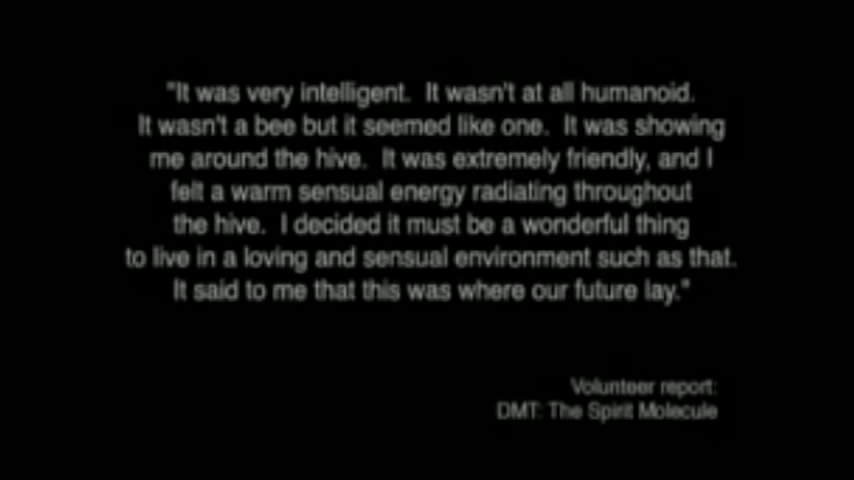 "It was very intelligent. It wasn't at all humanoid.
It wasn't a bee but it seemed like one. It was showing
me around the hive. It was extremely friendly, and I
felt a warm sensual energy radiating throughout
the hive. I decided it must be a wonderful thing
to live in a loving and sensual environment such as that.
It said to me that this was where our future lay."
Volunteer report:
DMT: The Spirit Molecule